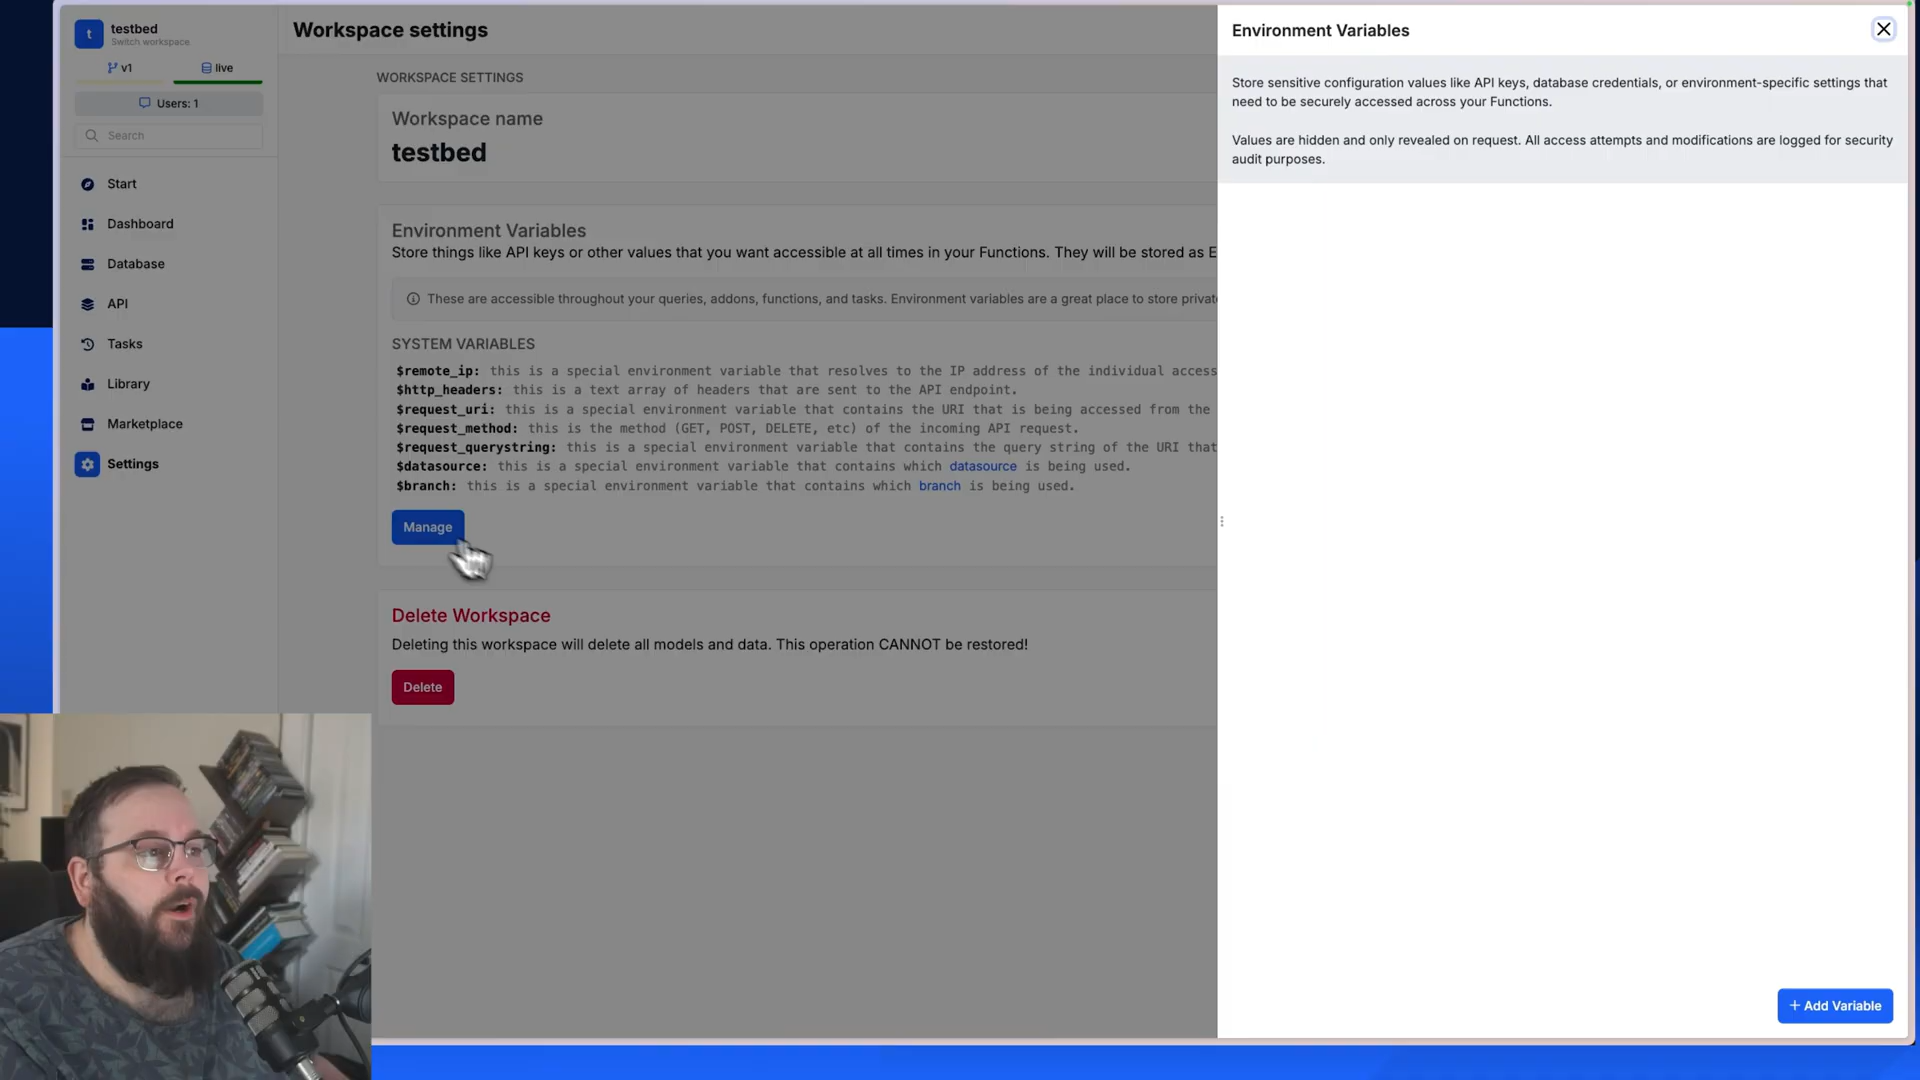 t
testbed
Switch workspace
v1
live
Users: 1
Search
Start
Dashboard
Database
API
Tasks
Library
Marketplace
Settings
Workspace settings
WORKSPACE SETTINGS
Workspace name
testbed
Environment Variables
Store things like API keys or other values that you want accessible at all times in your Functions. They will be stored as E
These are accessible throughout your queries, addons, functions, and tasks. Environment variables are a great place to store privat
SYSTEM VARIABLES
$remote_ip: this is a special environment variable that resolves to the IP address of the individual access
$http_headers: this is a text array of headers that are sent to the API endpoint.
$request_uri: this is a special environment variable that contains the URI that is being accessed from the
$request_method: this is the method (GET, POST, DELETE, etc) of the incoming API request.
$request_querystring: this is a special environment variable that contains the query string of the URI that
$datasource: this is a special environment variable that contains which datasource is being used.
$branch: this is a special environment variable that contains which branch is being used.
Manage
Delete Workspace
Deleting this workspace will delete all models and data. This operation CANNOT be restored!
Delete
Environment Variables
Store sensitive configuration values like API keys, database credentials, or environment-specific settings that
need to be securely accessed across your Functions.
Values are hidden and only revealed on request. All access attempts and modifications are logged for security
audit purposes.
+ Add Variable